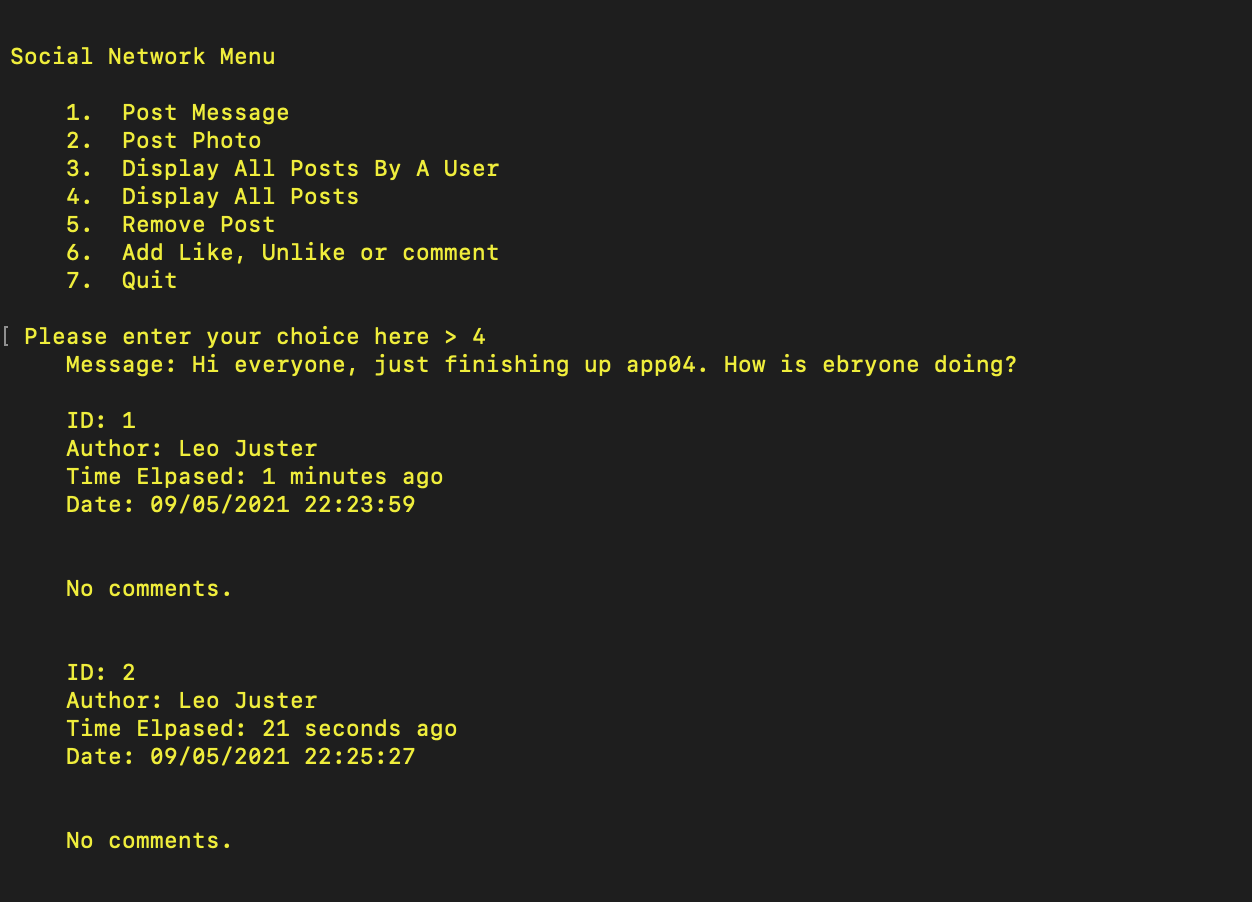 Social Network Menu
1. Post Message
2. Post Photo
3. Display All Posts By A User
4. Display All Posts
5. Remove Post
6. Add Like, Unlike or comment
7. Quit
[ Please enter your choice here > 4
Message: Hi everyone, just finishing up app04. How is ebryone doing?
ID: 1
Author: Leo Juster
Time Elpased: 1 minutes ago
Date: 09/05/2021 22:23:59
No comments.
ID: 2
Author: Leo Juster
Time Elpased: 21 seconds ago
Date: 09/05/2021 22:25:27
No comments.